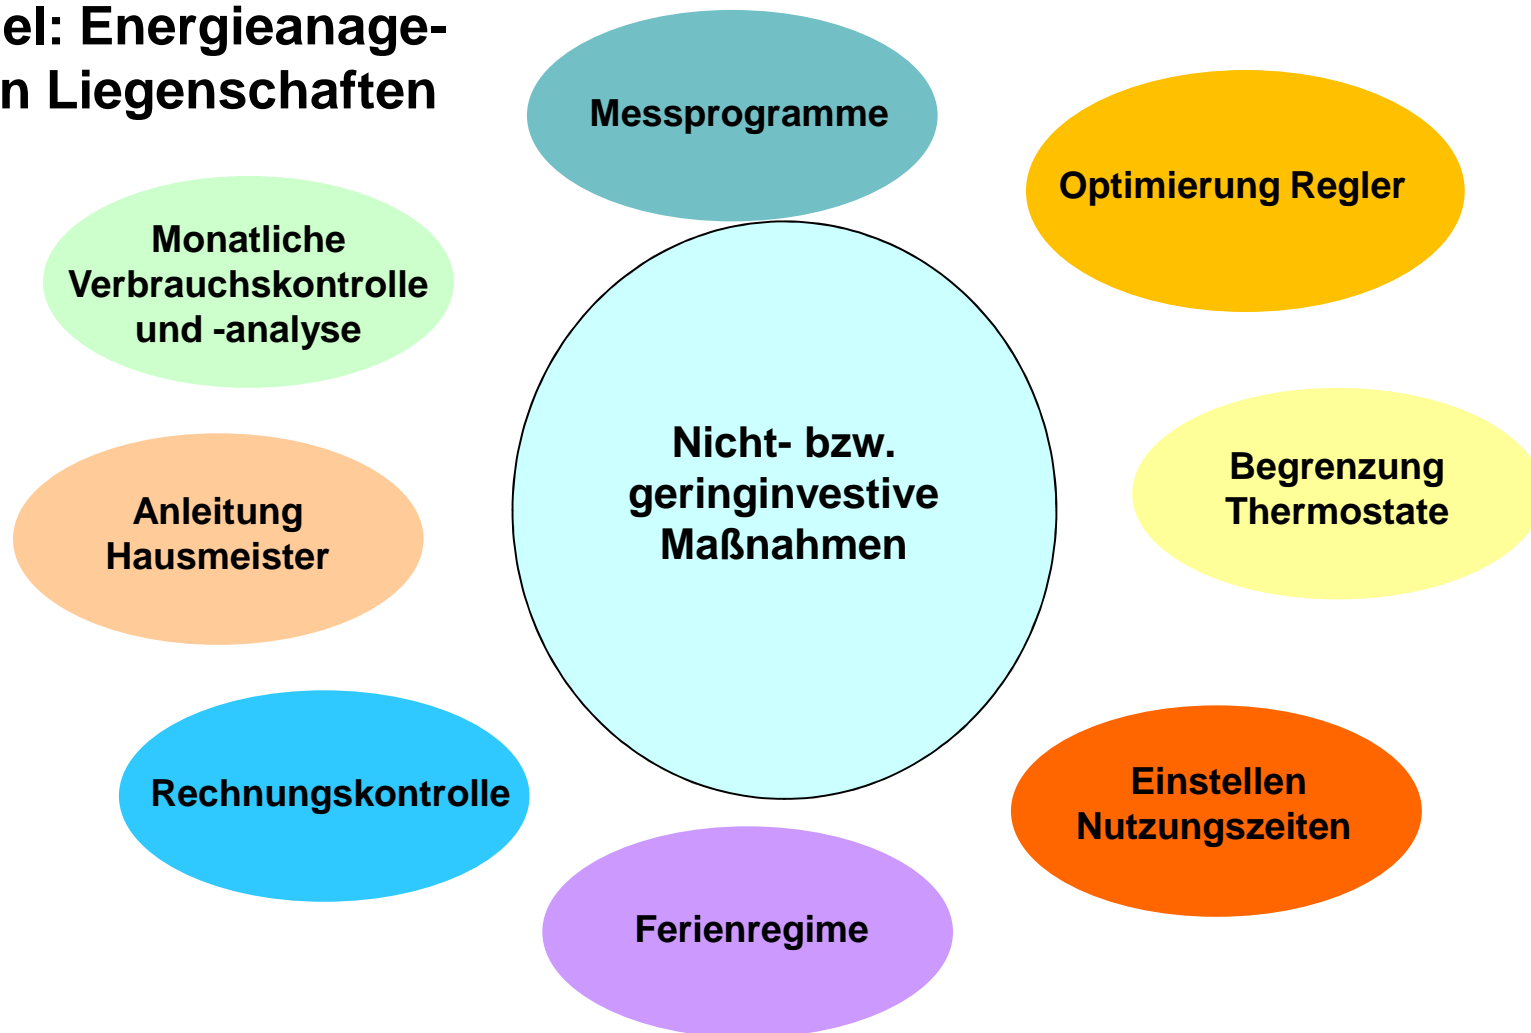 el: Energieanage-
n Liegenschaften
Messprogramme
Optimierung Regler
Monatliche
Verbrauchskontrolle
und -analyse
Nicht- bzw.
geringinvestive
Maßnahmen
Begrenzung
Thermostate
Anleitung
Hausmeister
Rechnungskontrolle
Einstellen
Nutzungszeiten
Ferienregime